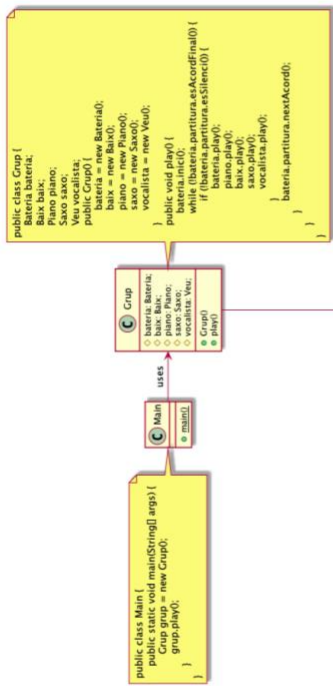 public class Grup {
Bateria bateria;
Baix baix;
Piano piano;
Saxo saxo;
Veu vocalista;
public Grup() {
bateria = new Bateria();
baix = new Baix();
piano = new Piano();
saxo = new Saxo();
vocalista = new Veu();
}
public void play() {
bateria.inici();
while (!bateria.partitura.esAcordFinal()) {
if (!bateria.partitura.esSilenci()) {
bateria.play();
piano.play();
baix.play();
saxo.play();
vocalista.play();
}
bateria.partitura.nextAcord();
}
}
}
C Grup
bateria: Bateria;
baix: Baix;
piano: Piano;
saxo: Saxo;
vocalista: Veu;
Grup()
play()
uses
C Main
main()
public class Main {
public static void main(String[] args) {
Grup grup = new Grup();
grup.play();
}
}